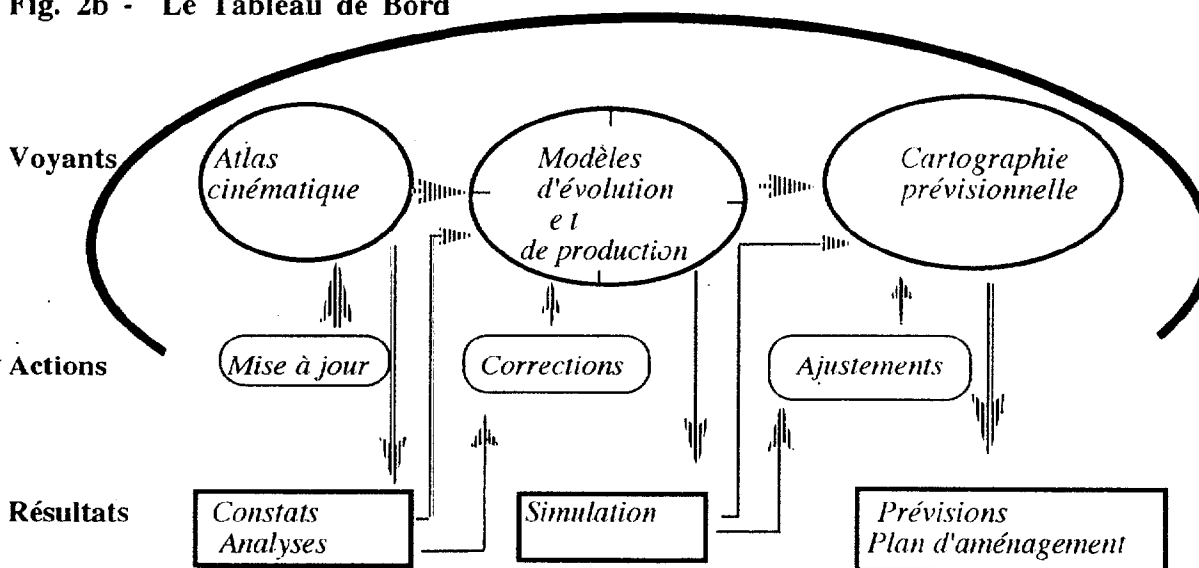 Fig. 2b - Le Tableau de Bord
Voyants
Atlas
cinématique
Modèles
d'évolution
et
de production
Cartographie
prévisionnelle
Actions
Mise à jour
Corrections
Ajustements
Résultats
Constats
Analyses
Simulation
Prévisions
Plan d'aménagement